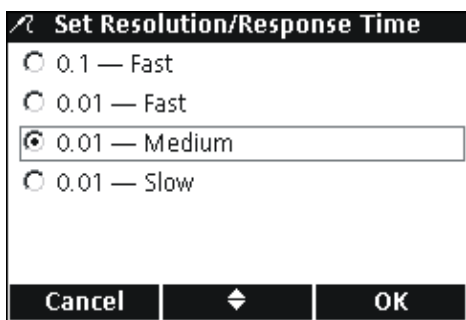 Set Resolution/Response Time
0.1 — Fast
0.01 — Fast
0.01 — Medium
0.01 — Slow
Cancel OK